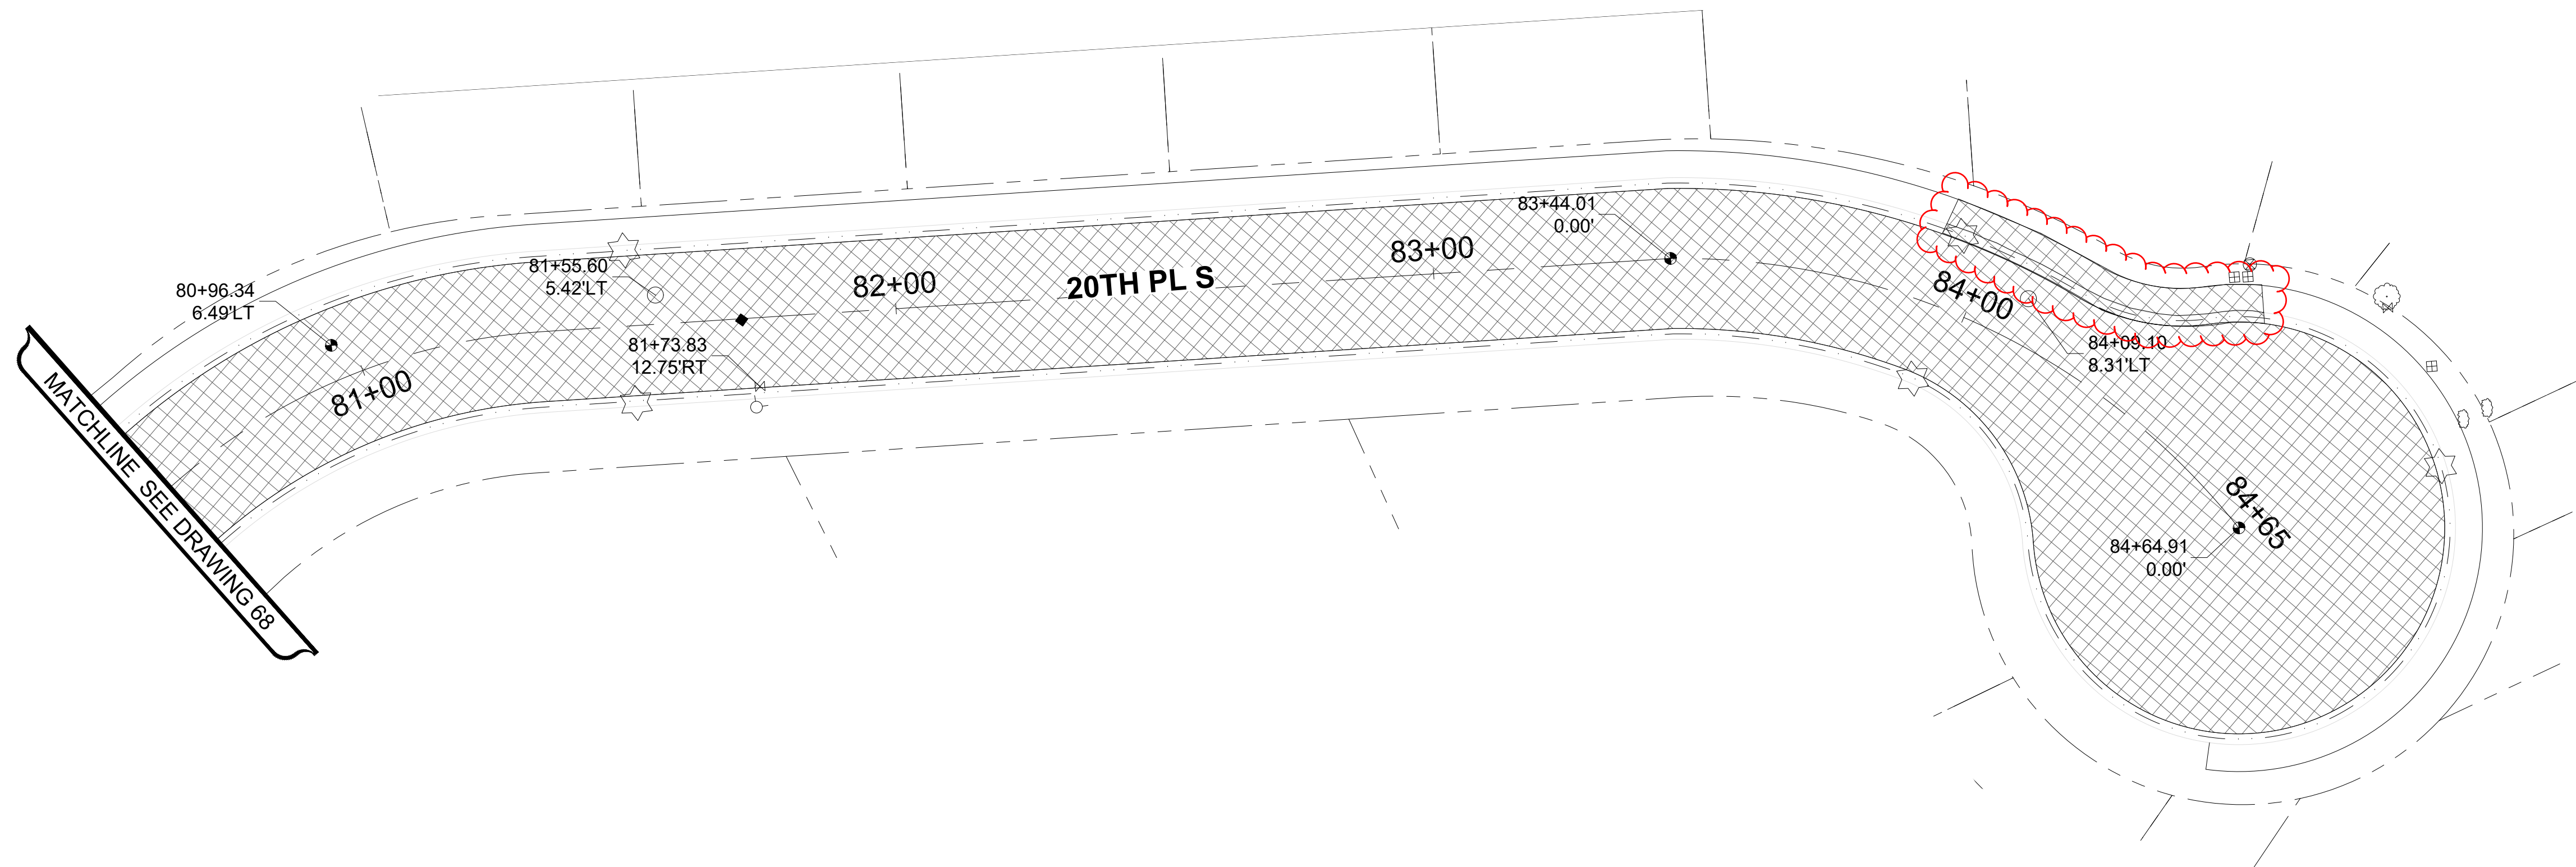 83+44.01
0.00'
83+00
81+55.60
5.42'LT
82+00
20TH PL S
84+00
80+96.34
6.49'LT
81+73.83
12.75'RT
84+09.10
8.31'LT
81+00
MATCHLINE SEE DRAWING 68
84+65
84+64.91
0.00'